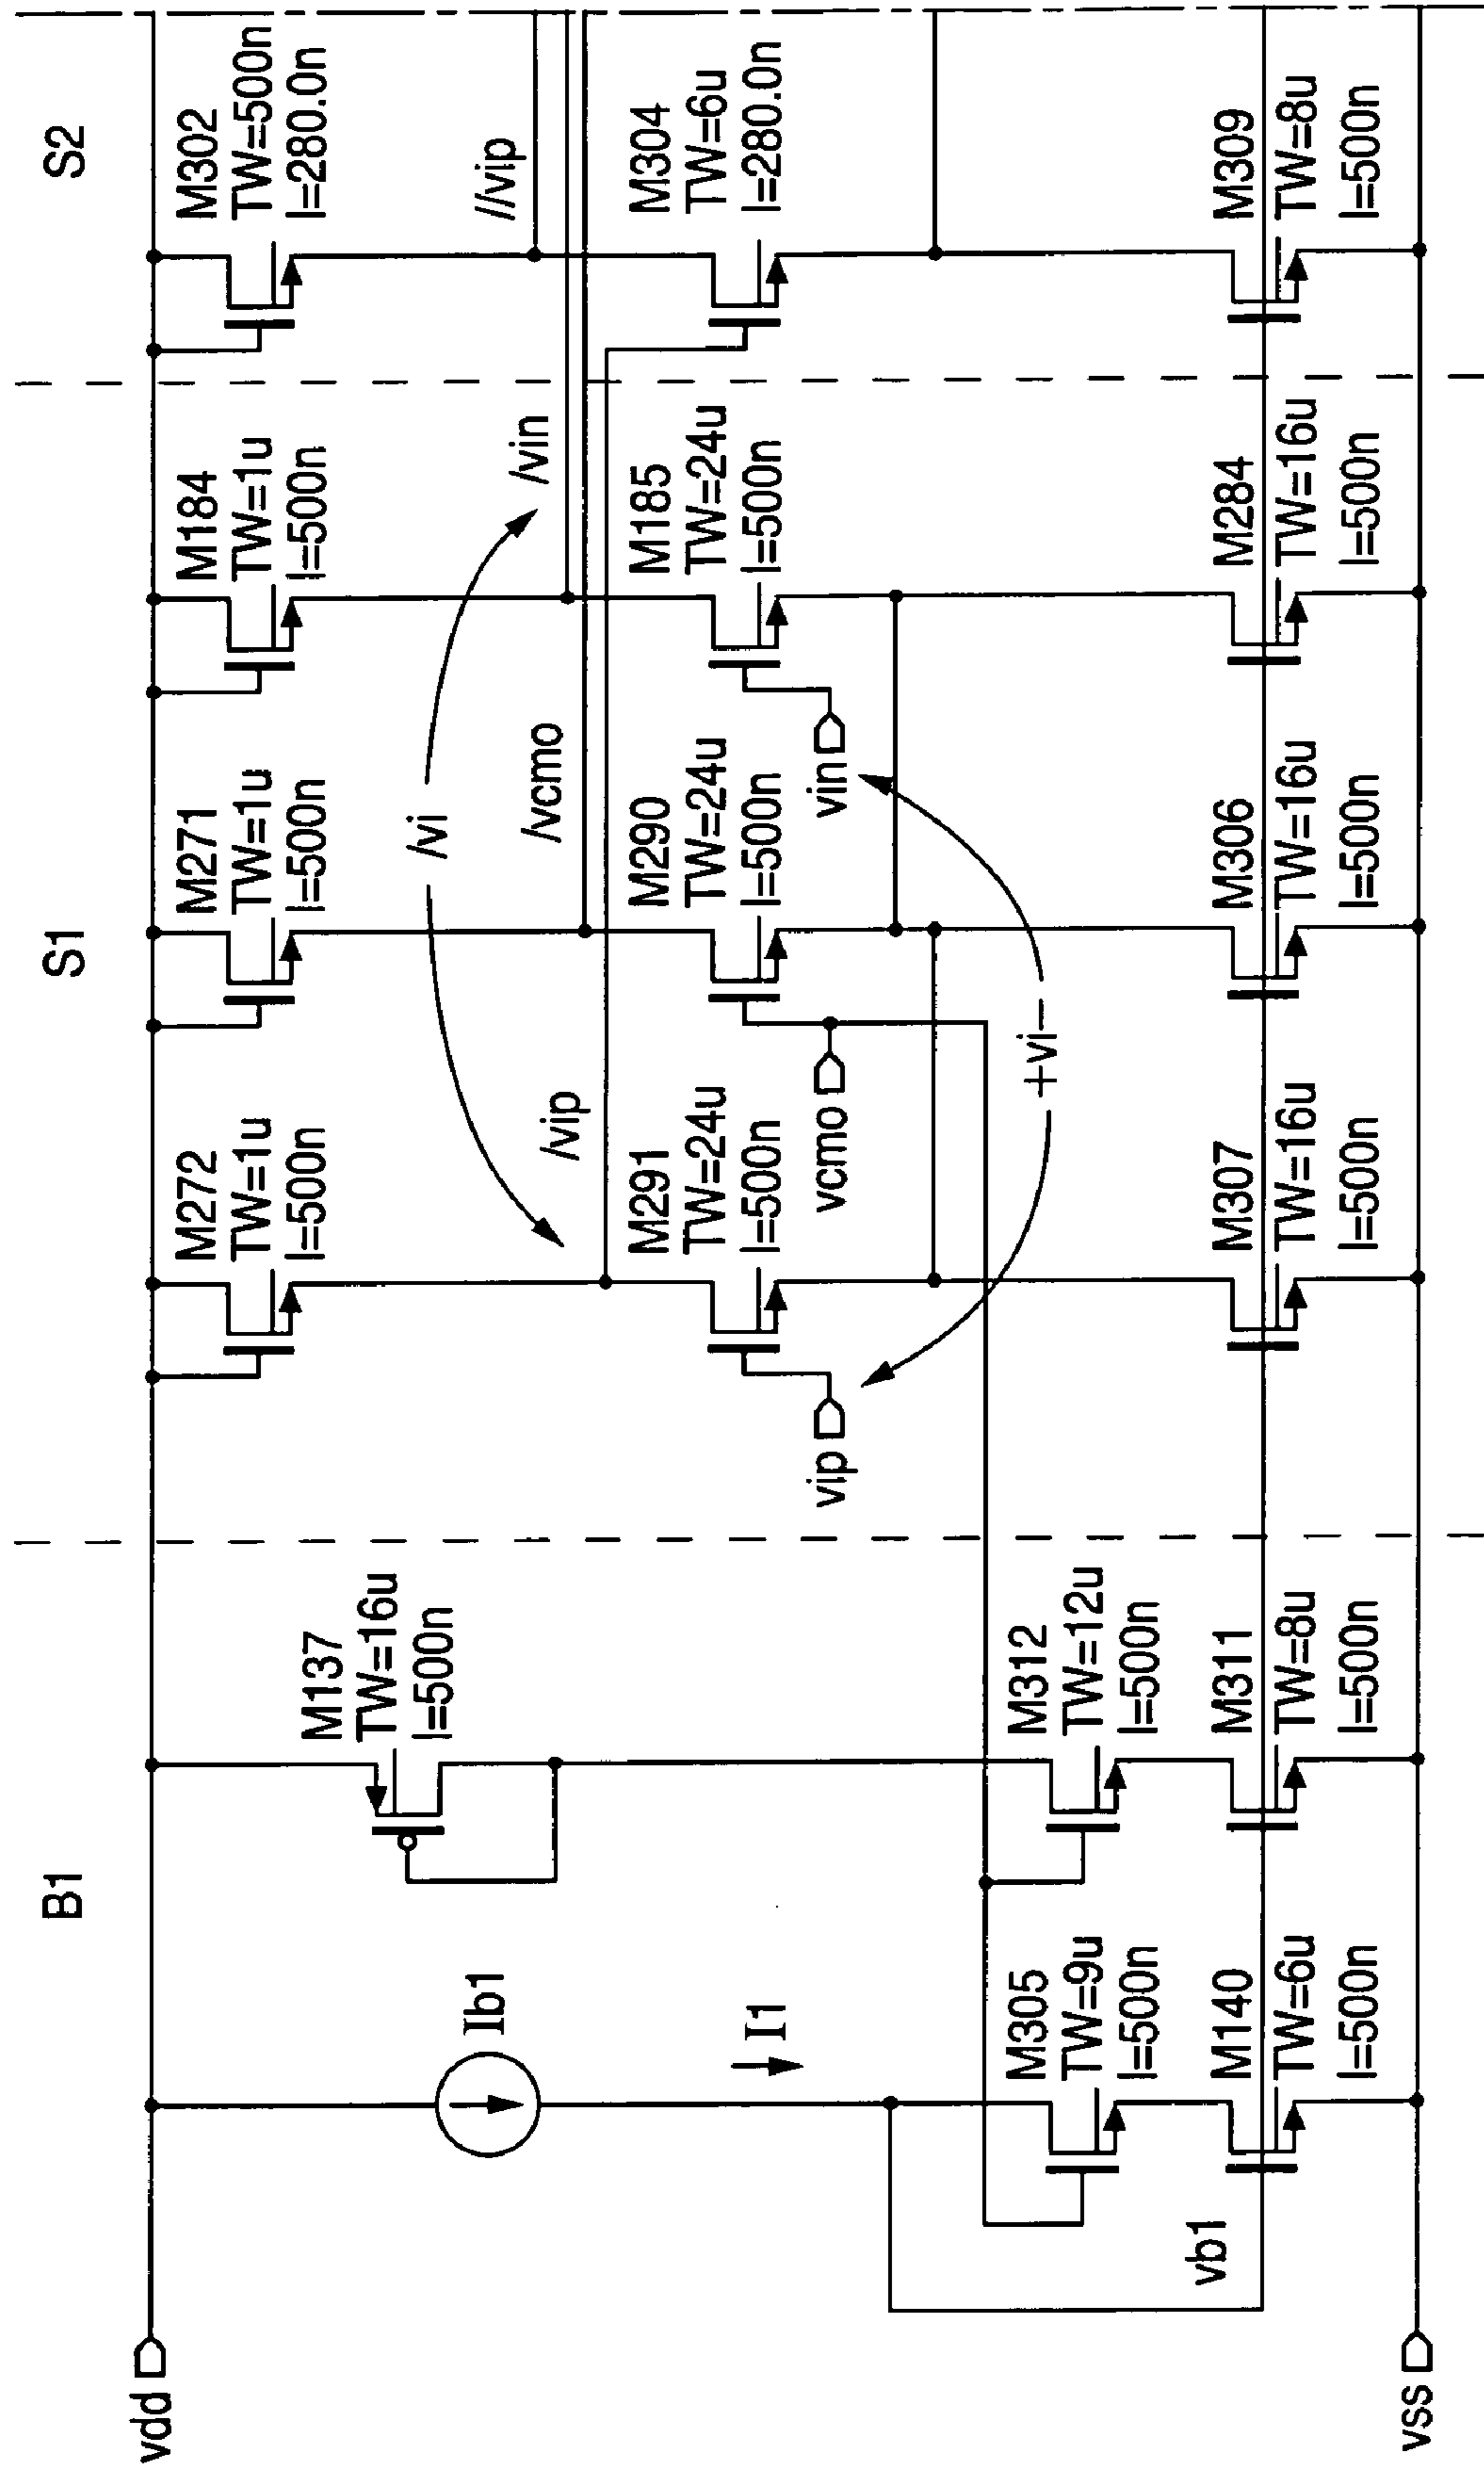 B1
S1
S2
vdd
Ib1
I1
M137
TW=16u
l=500n
M272
TW=1u
l=500n
M271
TW=1u
l=500n
M184
TW=1u
l=500n
M302
TW=500n
l=280.0n
/vi
/vip
/vcmo
/vin
//vip
M291
TW=24u
l=500n
M290
TW=24u
l=500n
M185
TW=24u
l=500n
M304
TW=6u
l=280.0n
vip
vcmo
vin
+vi−
M305
TW=9u
l=500n
M312
TW=12u
l=500n
vb1
M140
TW=6u
l=500n
M311
TW=8u
l=500n
M307
TW=16u
l=500n
M306
TW=16u
l=500n
M284
TW=16u
l=500n
M309
TW=8u
l=500n
vss